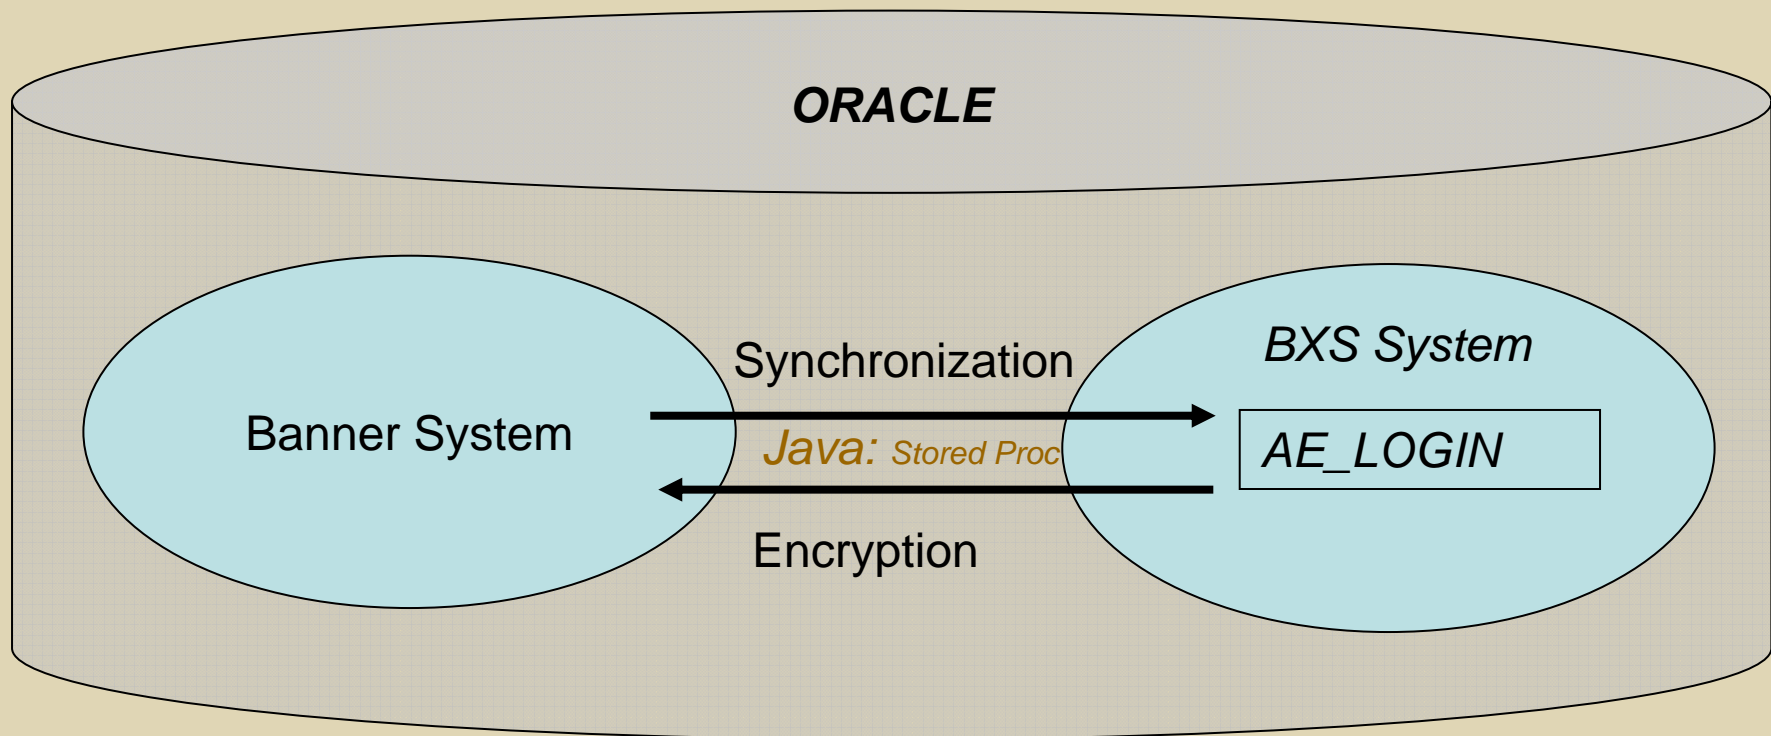 ORACLE
Synchronization
BXS System
Banner System
Java: Stored Proc
AE_LOGIN
Encryption